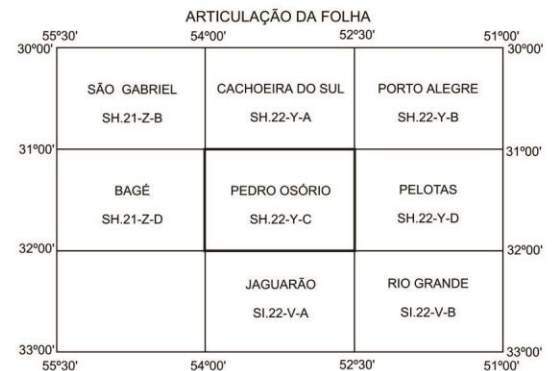 ARTICULAÇÃO DA FOLHA
55º30' 54º00' 52º30' 51º00'
30º00' 30º00'
SÃO GABRIEL CACHOEIRA DO SUL PORTO ALEGRE
SH.21-Z-B SH.22-Y-A SH.22-Y-B
31º00' 31º00'
BAGÉ PEDRO OSÓRIO PELOTAS
SH.21-Z-D SH.22-Y-C SH.22-Y-D
32º00' 32º00'
JAGUARÃO RIO GRANDE
SI.22-V-A SI.22-V-B
33º00' 33º00'
55º30' 54º00' 52º30' 51º00'